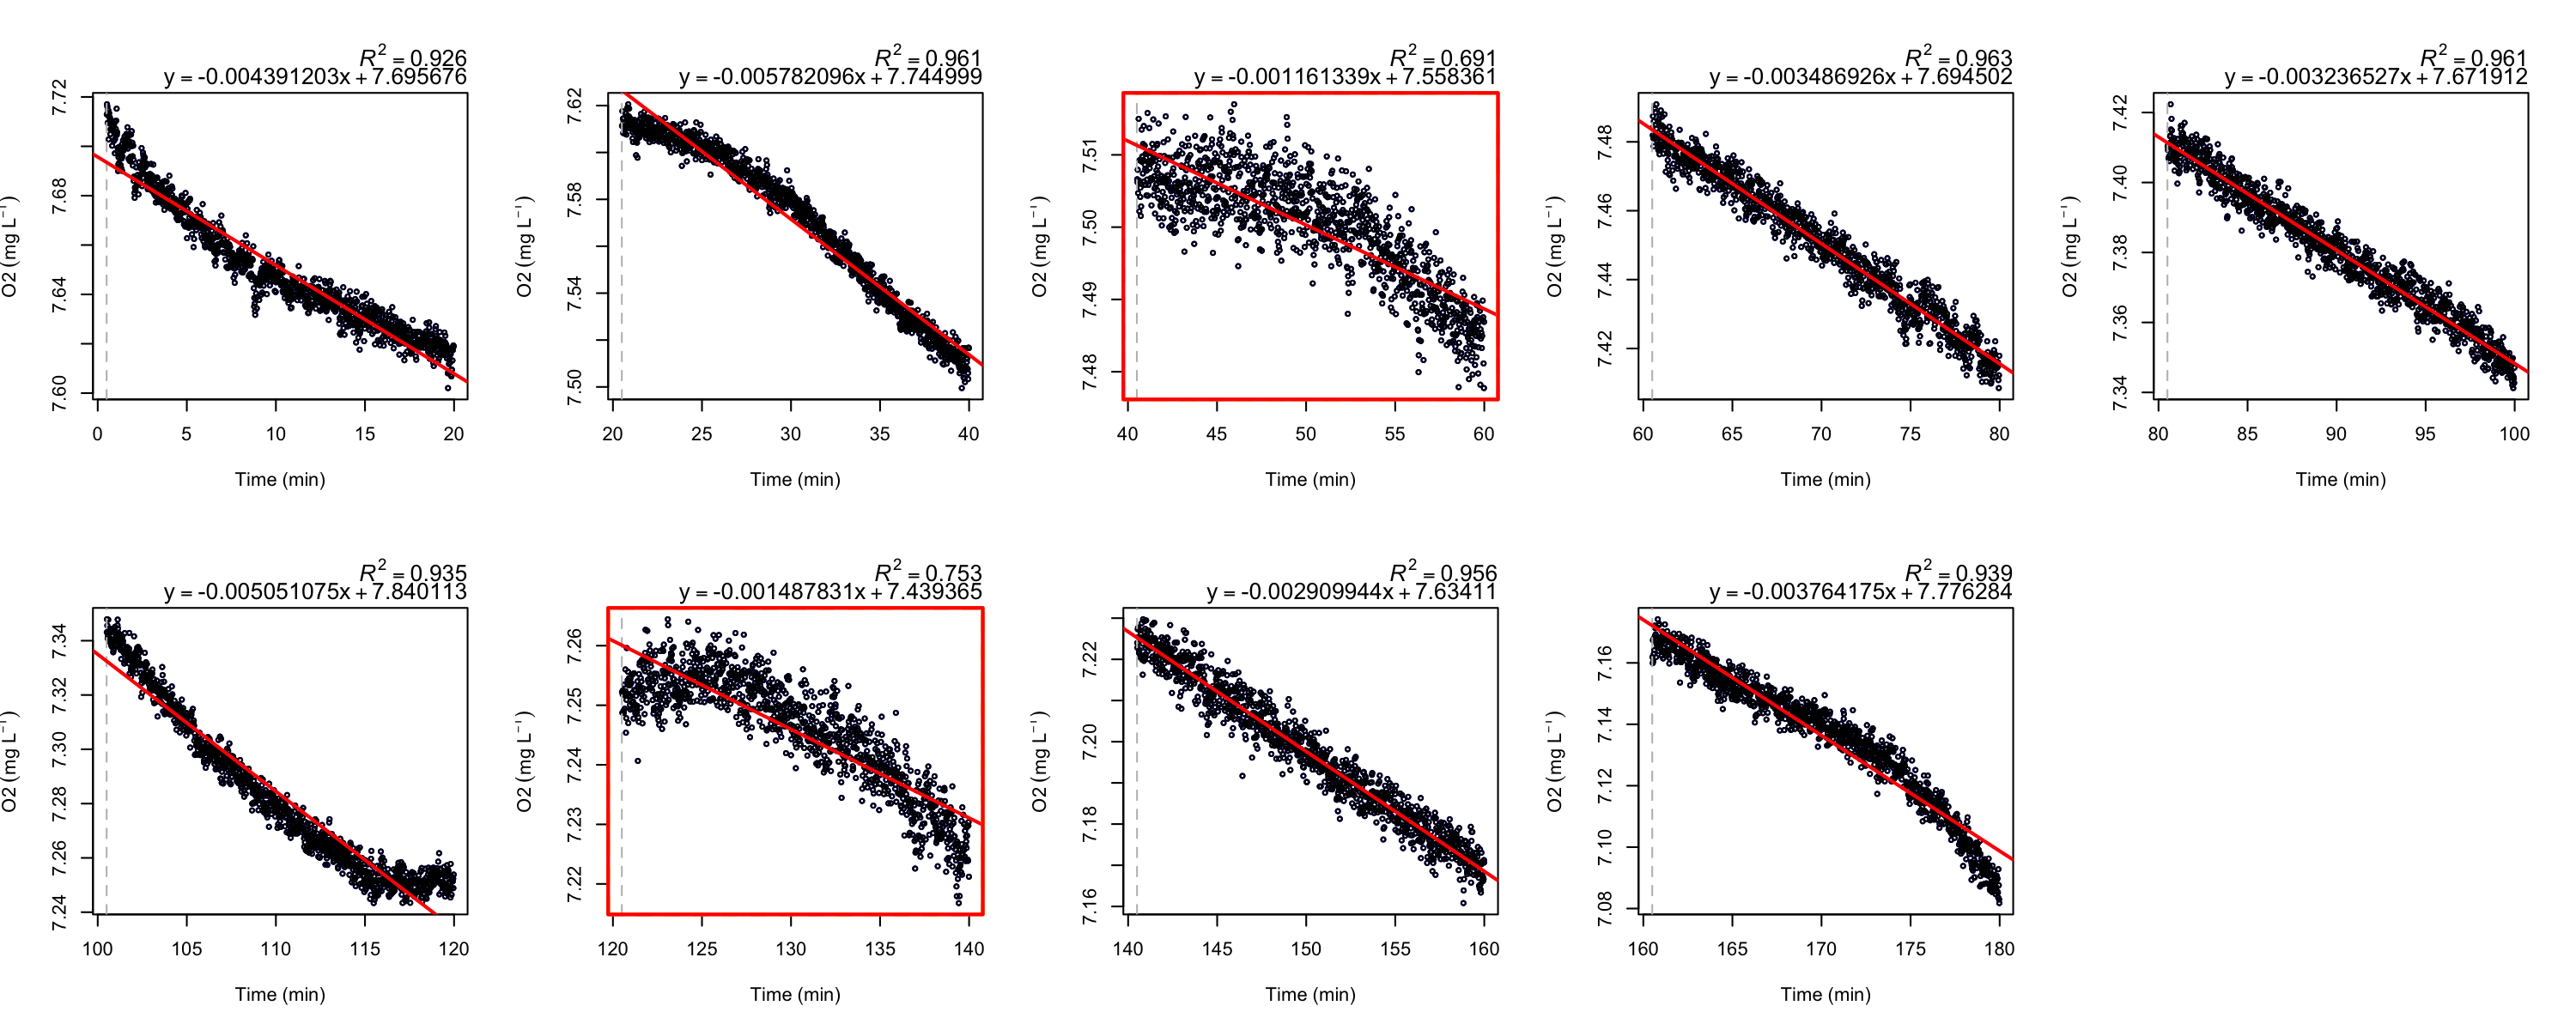 R² = 0.926
y = -0.004391203x + 7.695676
O2 (mg L⁻¹)
7.60 7.64 7.68 7.72
0 5 10 15 20
Time (min)
R² = 0.961
y = -0.005782096x + 7.744999
O2 (mg L⁻¹)
7.50 7.54 7.58 7.62
20 25 30 35 40
Time (min)
R² = 0.691
y = -0.001161339x + 7.558361
O2 (mg L⁻¹)
7.48 7.49 7.50 7.51
40 45 50 55 60
Time (min)
R² = 0.963
y = -0.003486926x + 7.694502
O2 (mg L⁻¹)
7.42 7.44 7.46 7.48
60 65 70 75 80
Time (min)
R² = 0.961
y = -0.003236527x + 7.671912
O2 (mg L⁻¹)
7.34 7.36 7.38 7.40 7.42
80 85 90 95 100
Time (min)
R² = 0.935
y = -0.005051075x + 7.840113
O2 (mg L⁻¹)
7.24 7.26 7.28 7.30 7.32 7.34
100 105 110 115 120
Time (min)
R² = 0.753
y = -0.001487831x + 7.439365
O2 (mg L⁻¹)
7.22 7.23 7.24 7.25 7.26
120 125 130 135 140
Time (min)
R² = 0.956
y = -0.002909944x + 7.63411
O2 (mg L⁻¹)
7.16 7.18 7.20 7.22
140 145 150 155 160
Time (min)
R² = 0.939
y = -0.003764175x + 7.776284
O2 (mg L⁻¹)
7.08 7.10 7.12 7.14 7.16
160 165 170 175 180
Time (min)